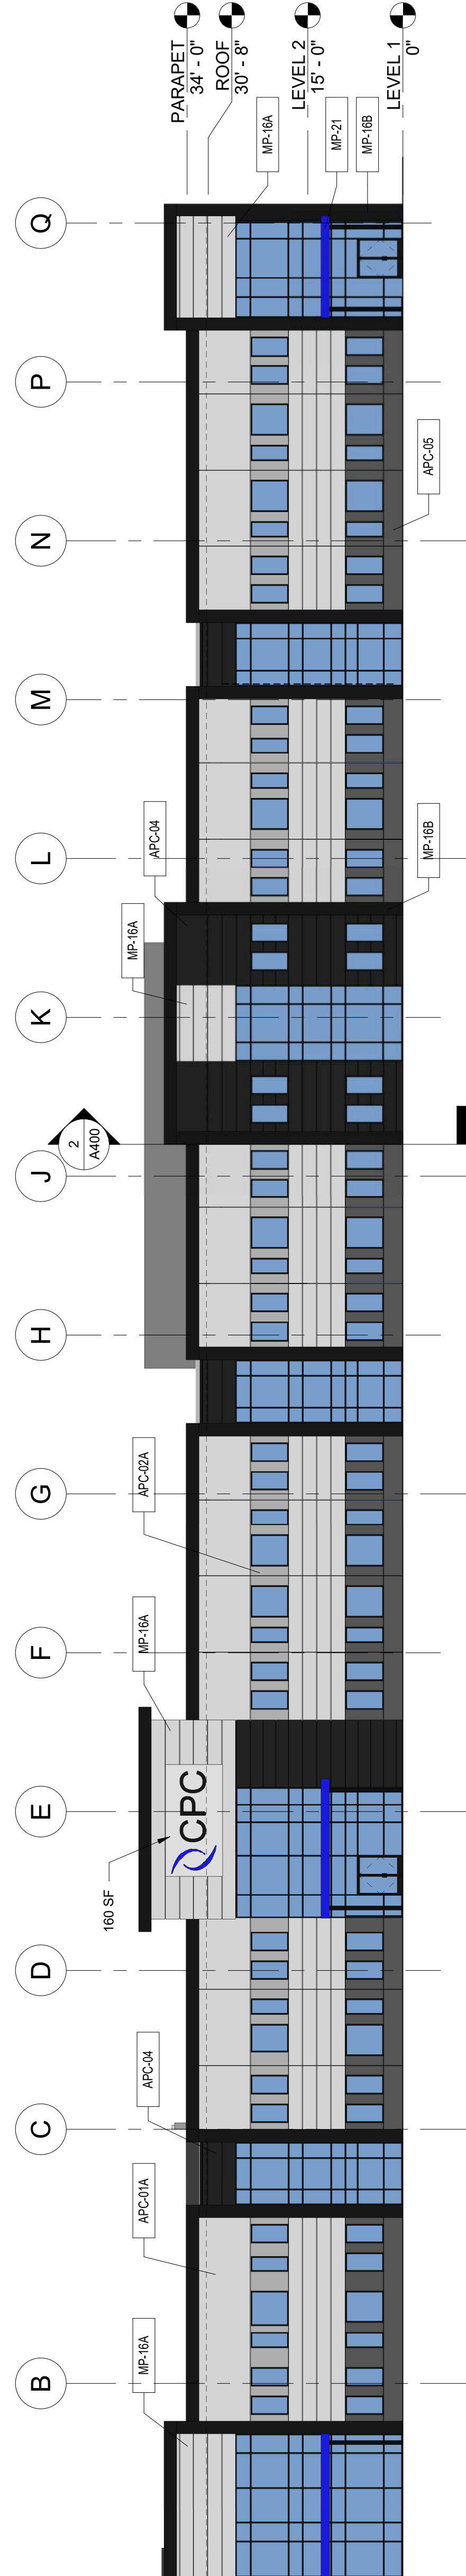 PARAPET
34' - 0"
ROOF
30' - 8"
LEVEL 2
15' - 0"
LEVEL 1
0"
MP-16A
MP-21
MP-16B
Q
P
APC-05
N
M
L
APC-04
MP-16B
MP-16A
K
2
A400
J
H
G
APC-02A
MP-16A
F
E
CPC
160 SF
D
APC-04
C
APC-01A
MP-16A
B